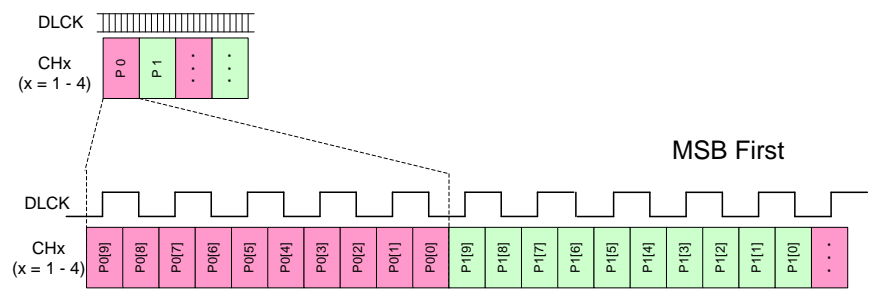 DLCK
CHx
(x = 1 - 4)
P 0
P 1
. . .
. . .
MSB First
DLCK
CHx
(x = 1 - 4)
P0[9] P0[8] P0[7] P0[6] P0[5] P0[4] P0[3] P0[2] P0[1] P0[0] P1[9] P1[8] P1[7] P1[6] P1[5] P1[4] P1[3] P1[2] P1[1] P1[0] . . .